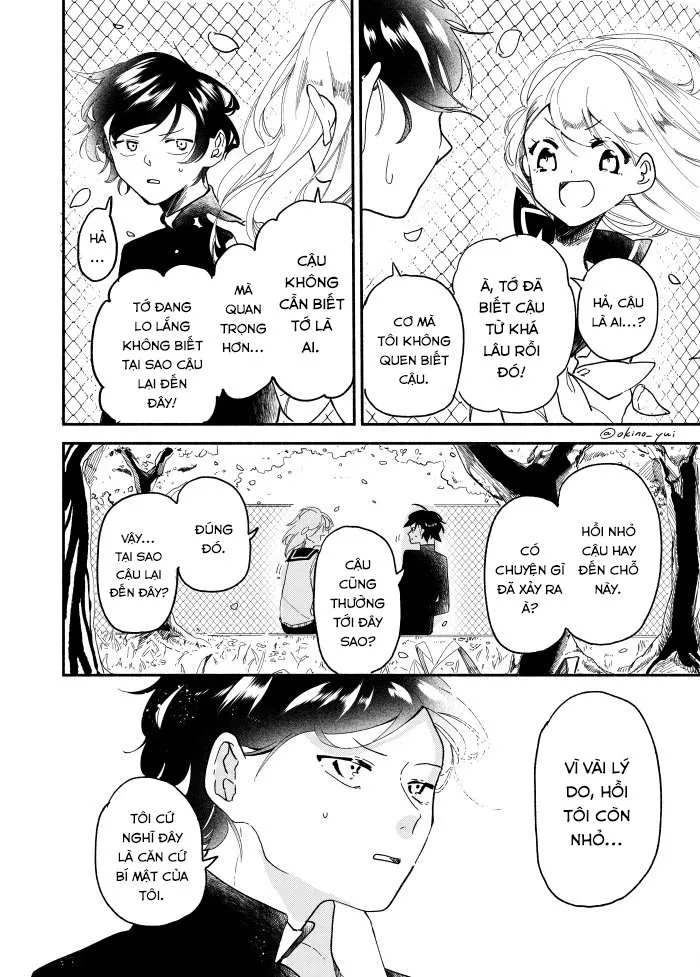 HẢ, CẬU
LÀ AI...?
À, TỚ ĐÃ
BIẾT CẬU
TỪ KHÁ
LÂU RỒI
ĐÓ!
CƠ MÀ
TÔI KHÔNG
QUEN BIẾT
CẬU.
CẬU
KHÔNG
CẦN BIẾT
TỚ LÀ
AI.
MÀ
QUAN
TRỌNG
HƠN...
TỚ ĐANG
LO LẮNG
KHÔNG BIẾT
TẠI SAO CẬU
LẠI ĐẾN
ĐÂY!
HẢ
...
@okino_yui
HỒI NHỎ
CẬU HAY
ĐẾN CHỖ
NÀY.
CÓ
CHUYỆN GÌ
ĐÃ XẢY RA
À?
CẬU
CŨNG
THƯỜNG
TỚI ĐÂY
SAO?
ĐÚNG
ĐÓ.
VẬY...
TẠI SAO
CẬU LẠI
ĐẾN ĐÂY?
VÌ VÀI LÝ
DO, HỒI
TÔI CÒN
NHỎ...
TÔI CỨ
NGHĨ ĐÂY
LÀ CĂN CỨ
BÍ MẬT CỦA
TÔI.